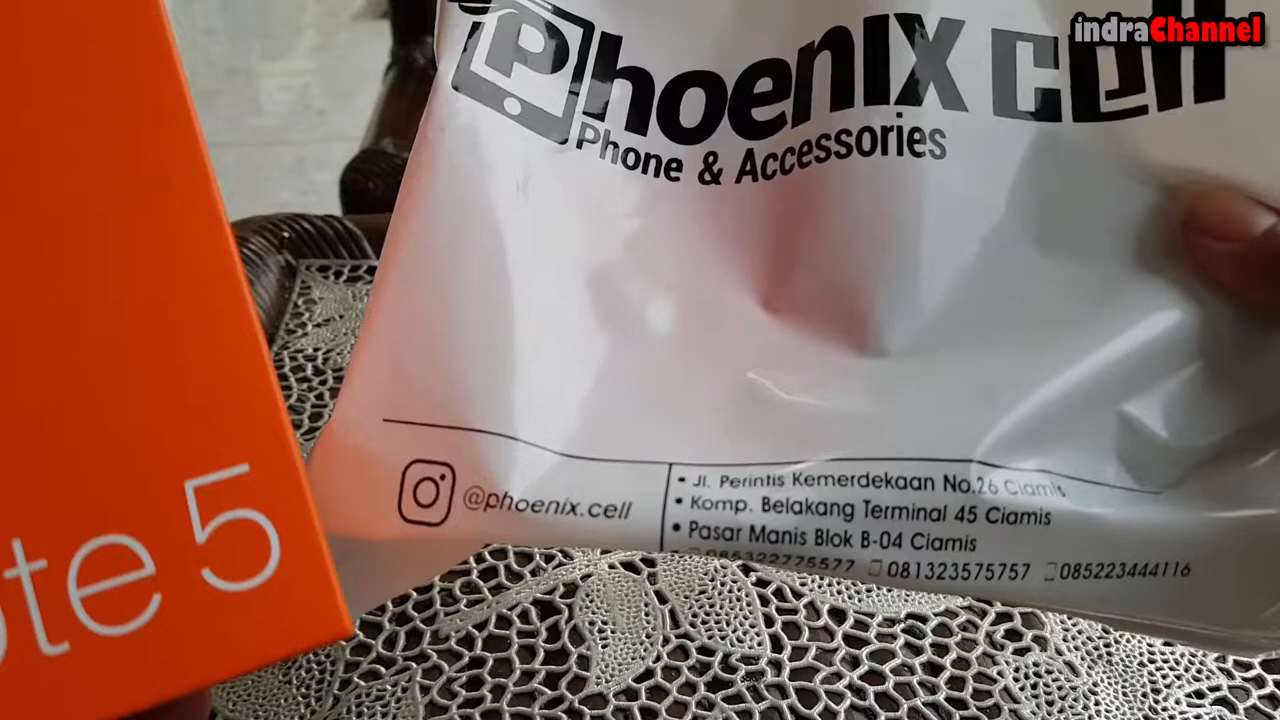 indraChannel
Phoenix cell
Phone & Accessories
@phoenix.cell
• Jl. Perintis Kemerdekaan No.26 Ciamis
• Komp. Belakang Terminal 45 Ciamis
• Pasar Manis Blok B-04 Ciamis
085322775577 081323575757 085223444116
ote 5